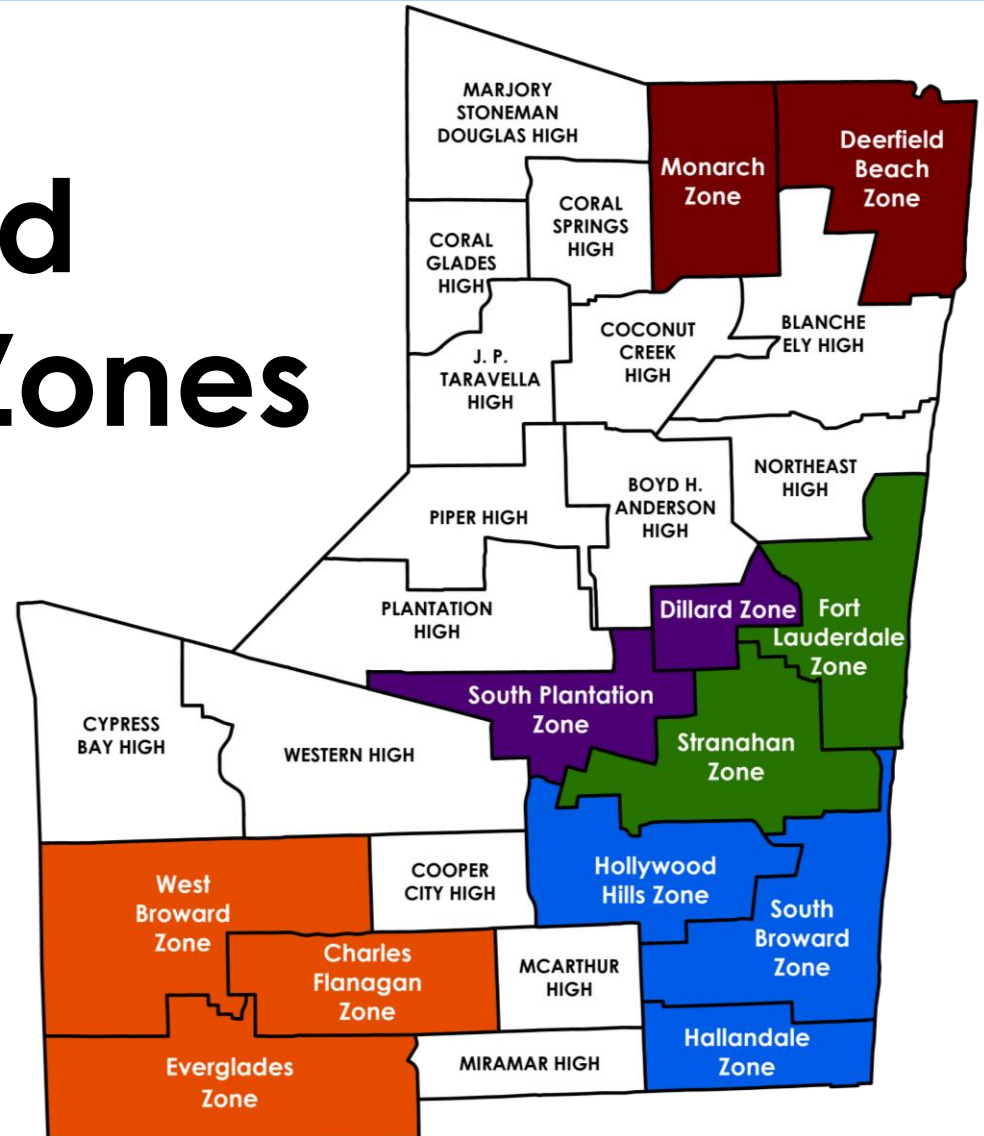 d
Zones
MARJORY
STONEMAN
DOUGLAS HIGH
Monarch
Zone
Deerfield
Beach
Zone
CORAL
SPRINGS
HIGH
CORAL
GLADES
HIGH
COCONUT
CREEK
HIGH
BLANCHE
ELY HIGH
J. P.
TARAVELLA
HIGH
NORTHEAST
HIGH
BOYD H.
ANDERSON
HIGH
PIPER HIGH
PLANTATION
HIGH
Dillard Zone
Fort
Lauderdale
Zone
South Plantation
Zone
CYPRESS
BAY HIGH
WESTERN HIGH
Stranahan
Zone
COOPER
CITY HIGH
Hollywood
Hills Zone
West
Broward
Zone
South
Broward
Zone
Charles
Flanagan
Zone
MCARTHUR
HIGH
Hallandale
Zone
MIRAMAR HIGH
Everglades
Zone